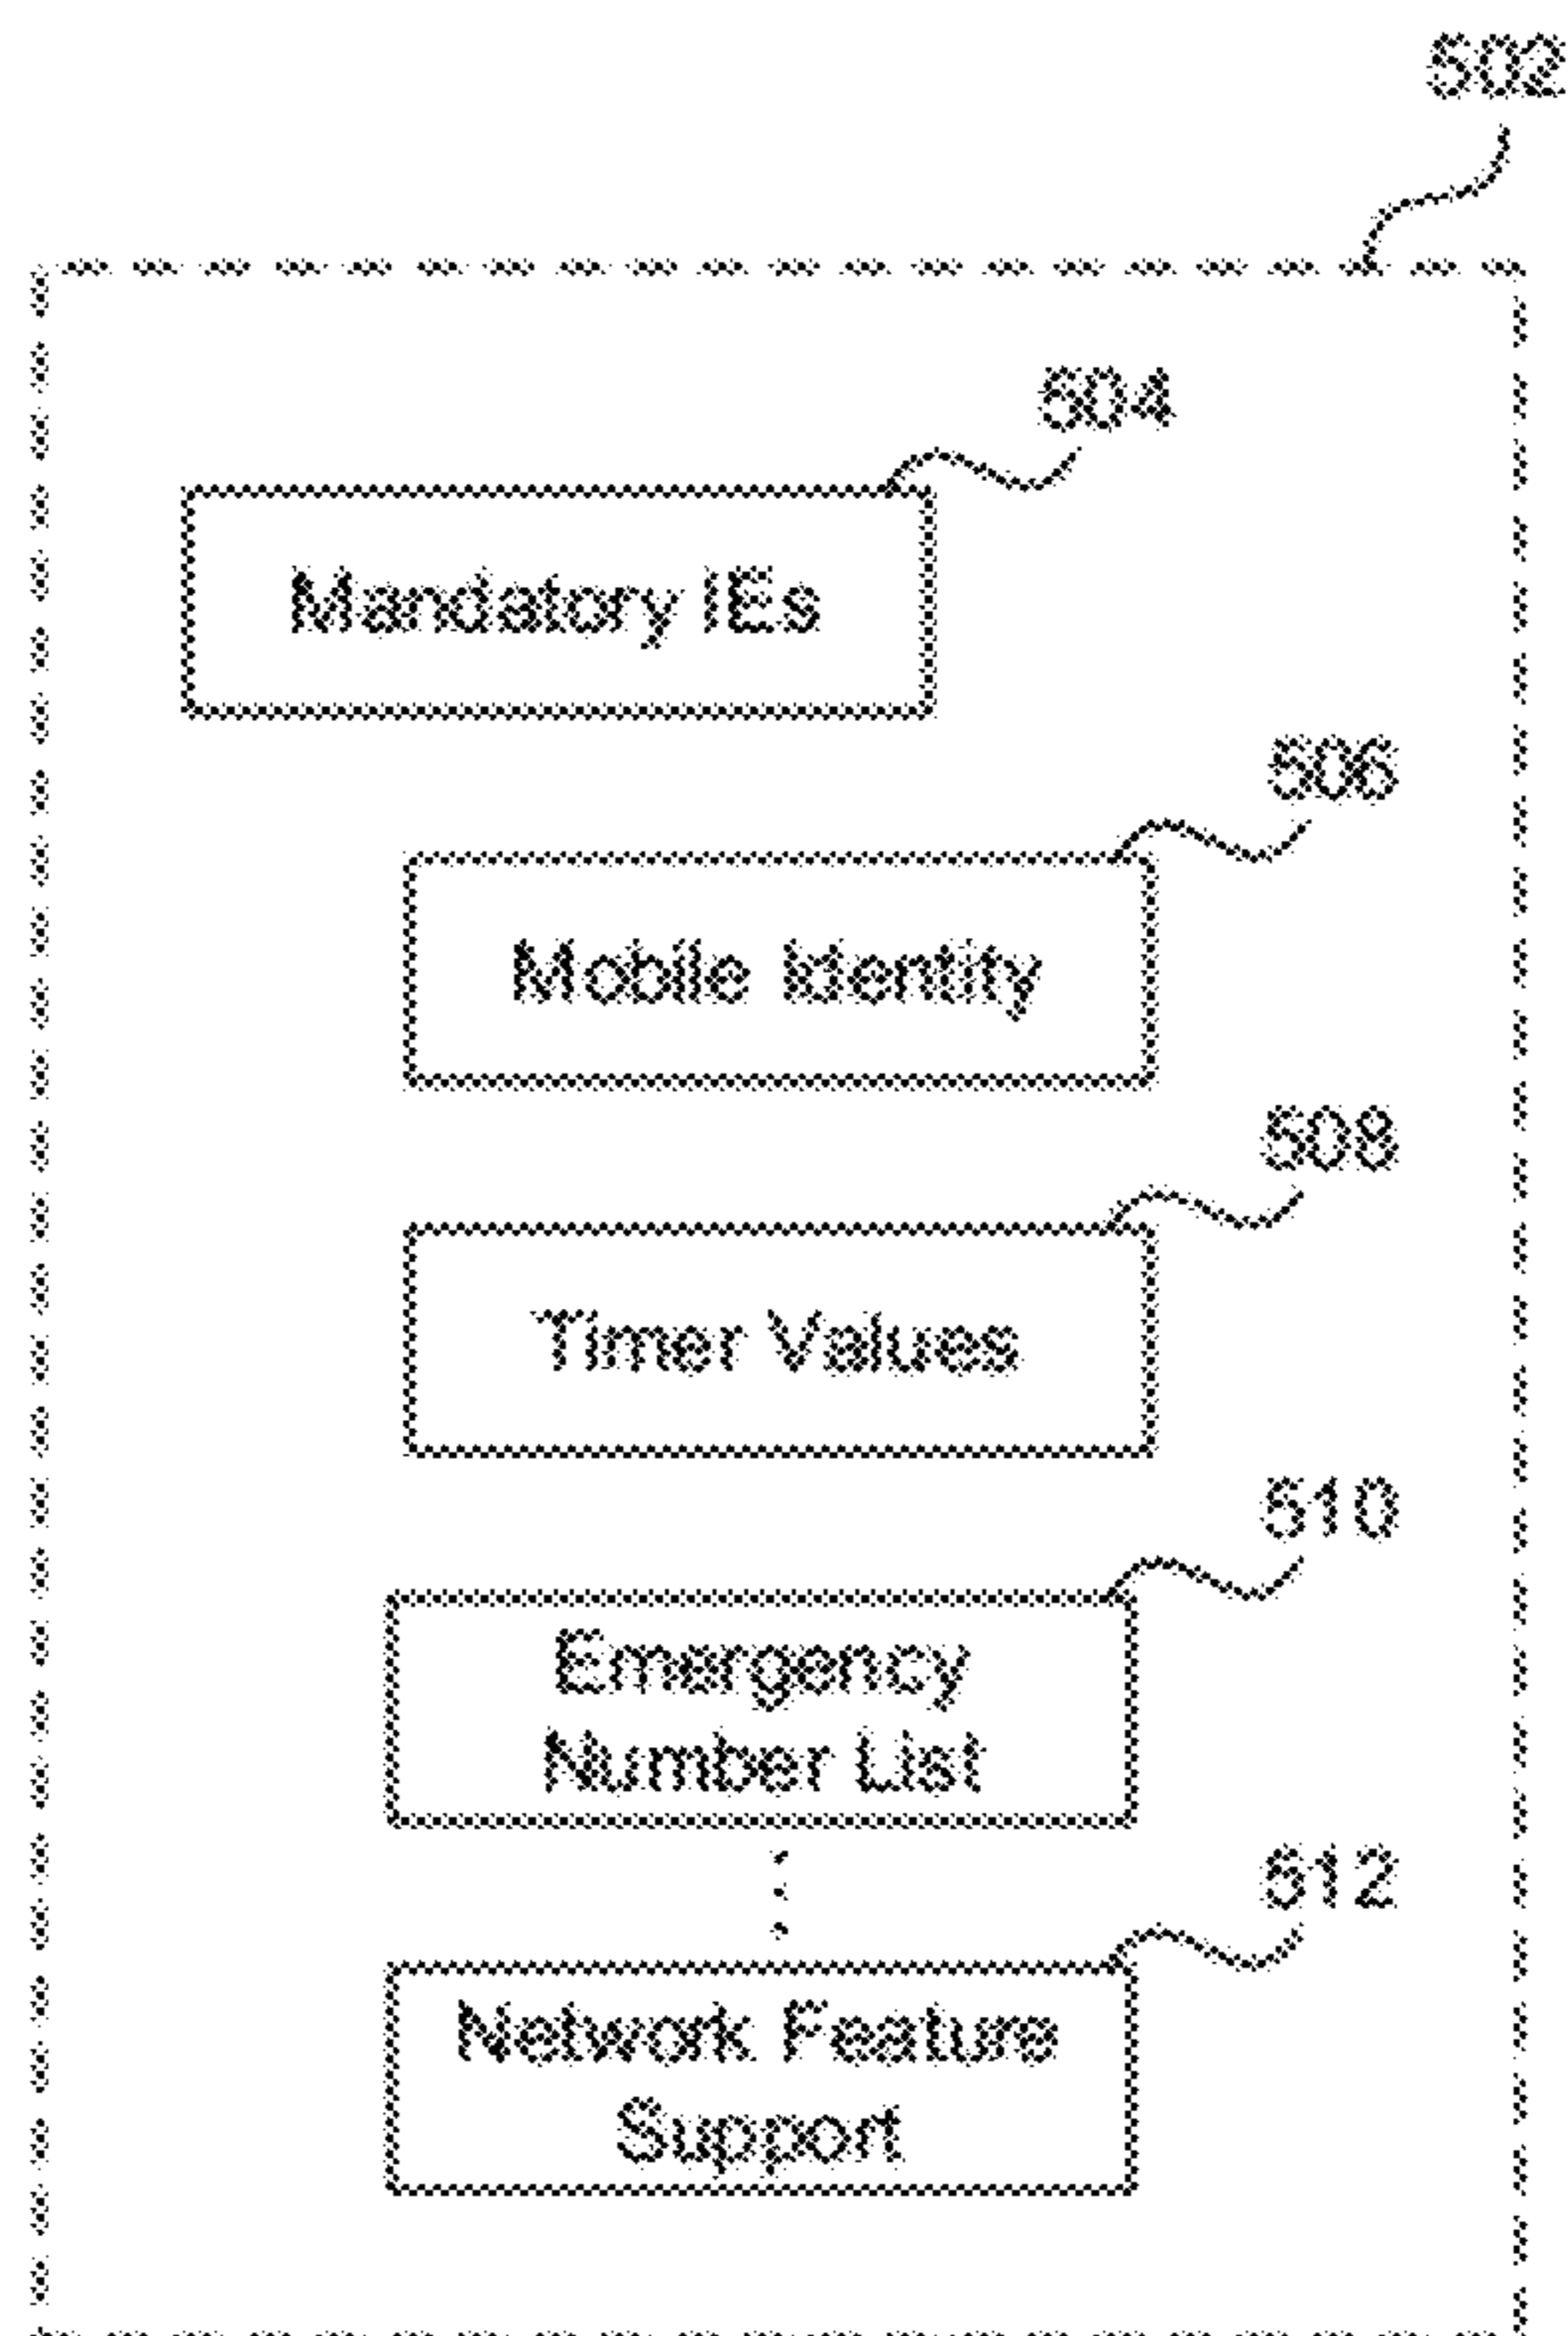 502
504
Mandatory IEs
506
Mobile Identity
508
Timer Values
510
Emergency
Number List
512
Network Feature
Support